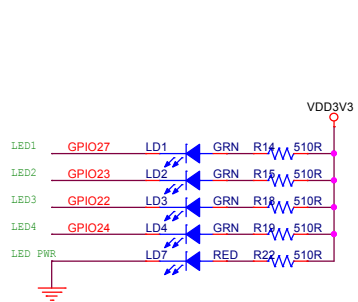 VDD3V3
LED1 GPIO27 LD1 GRN R14 510R
LED2 GPIO23 LD2 GRN R15 510R
LED3 GPIO22 LD3 GRN R18 510R
LED4 GPIO24 LD4 GRN R19 510R
LED PWR LD7 RED R22 510R